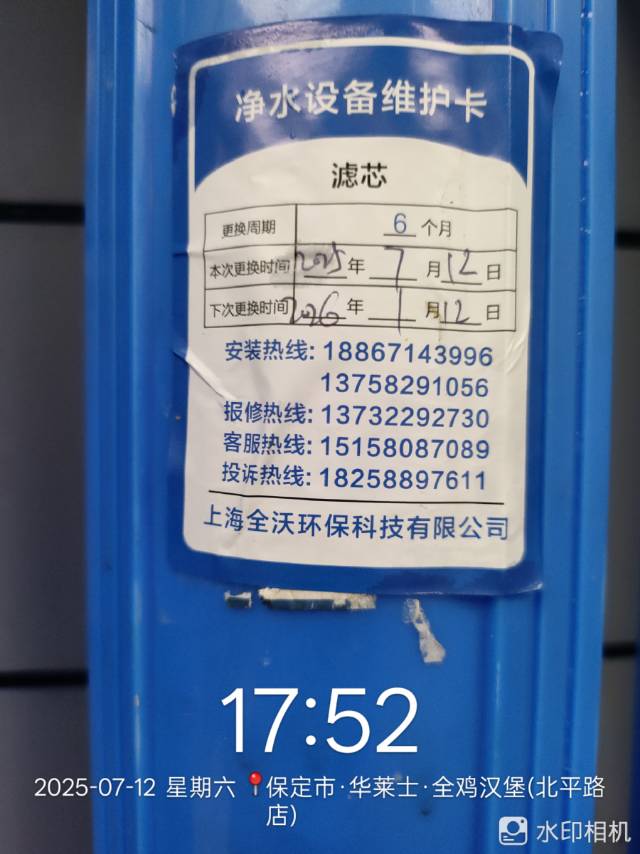 净水设备维护卡
滤芯
更换周期 6 个月
本次更换时间 2025 年 7 月 12 日
下次更换时间 2026 年 1 月 12 日
安装热线: 18867143996
13758291056
报修热线: 13732292730
客服热线: 15158087089
投诉热线: 18258897611
上海全沃环保科技有限公司
17:52
2025-07-12 星期六 📍保定市·华莱士·全鸡汉堡(北平路
店)
水印相机